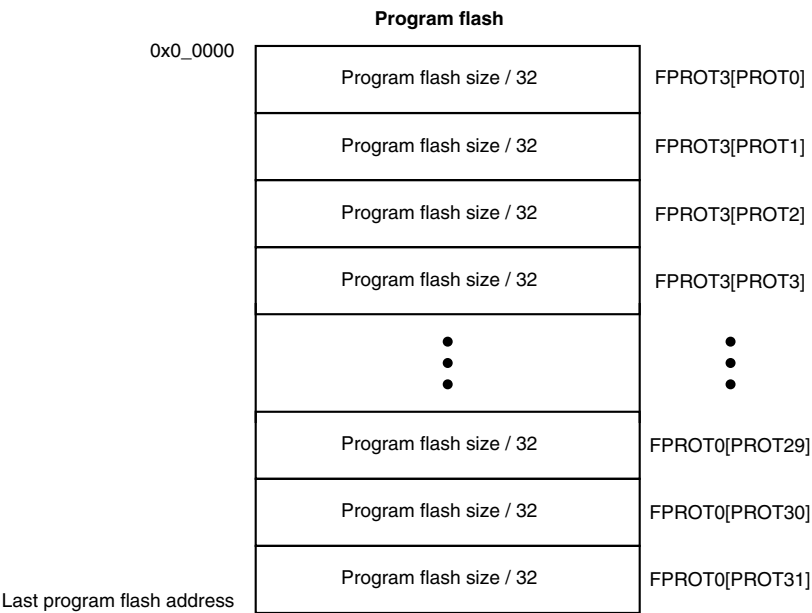 Program flash
0x0_0000
Program flash size / 32 FPROT3[PROT0]
Program flash size / 32 FPROT3[PROT1]
Program flash size / 32 FPROT3[PROT2]
Program flash size / 32 FPROT3[PROT3]
Program flash size / 32 FPROT0[PROT29]
Program flash size / 32 FPROT0[PROT30]
Program flash size / 32 FPROT0[PROT31]
Last program flash address